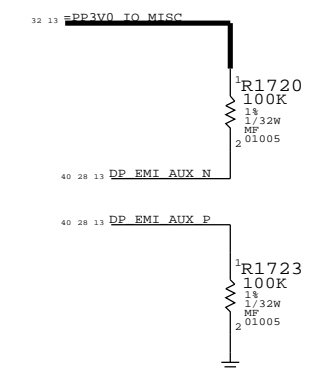 32 13 =PP3V0_IO_MISC
1 R1720
100K
1%
1/32W
MF
2 01005
40 28 13 DP_EMI_AUX_N
40 28 13 DP_EMI_AUX_P
1 R1723
100K
1%
1/32W
MF
2 01005